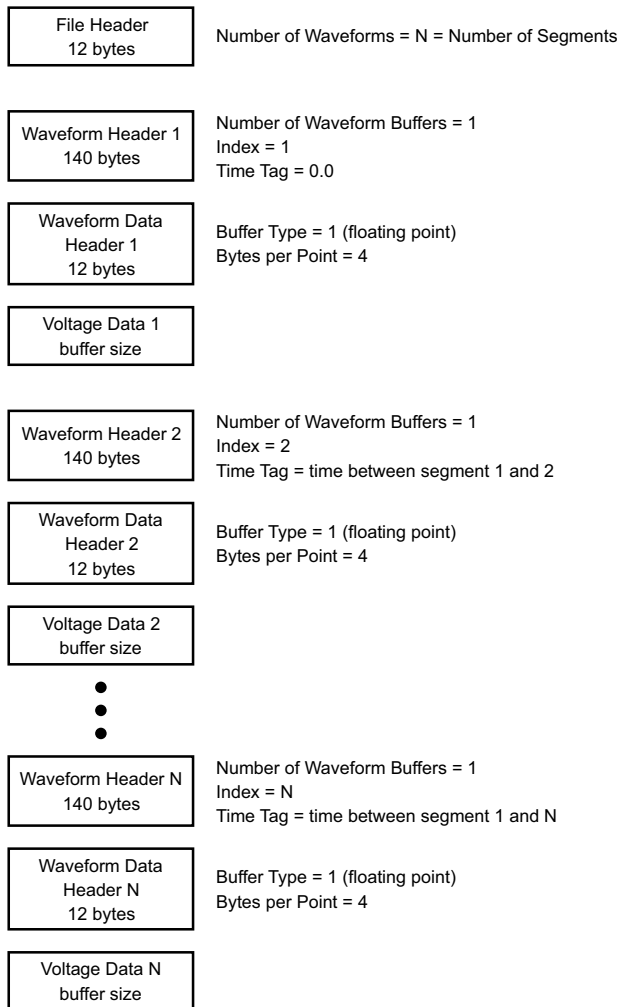 File Header
12 bytes
Number of Waveforms = N = Number of Segments
Waveform Header 1
140 bytes
Number of Waveform Buffers = 1
Index = 1
Time Tag = 0.0
Waveform Data
Header 1
12 bytes
Buffer Type = 1 (floating point)
Bytes per Point = 4
Voltage Data 1
buffer size
Waveform Header 2
140 bytes
Number of Waveform Buffers = 1
Index = 2
Time Tag = time between segment 1 and 2
Waveform Data
Header 2
12 bytes
Buffer Type = 1 (floating point)
Bytes per Point = 4
Voltage Data 2
buffer size
Waveform Header N
140 bytes
Number of Waveform Buffers = 1
Index = N
Time Tag = time between segment 1 and N
Waveform Data
Header N
12 bytes
Buffer Type = 1 (floating point)
Bytes per Point = 4
Voltage Data N
buffer size